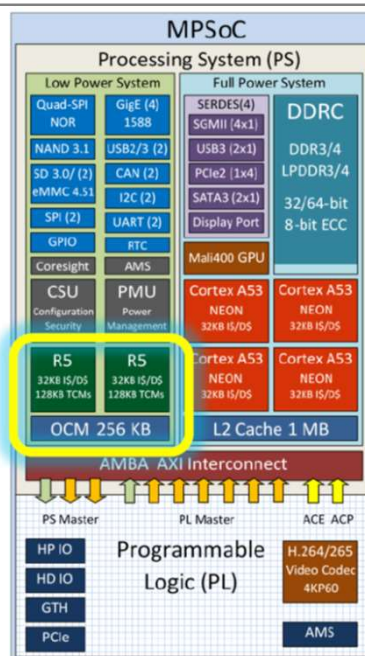 MPSoC
Processing System (PS)
Low Power System
Quad-SPI
NOR
GigE (4)
1588
NAND 3.1
USB2/3 (2)
SD 3.0/
eMMC 4.51
CAN (2)
I2C (2)
SPI (2)
UART (2)
GPIO
RTC
Coresight
AMS
CSU
Configuration
Security
PMU
Power
Management
R5
32KB I$/D$
128KB TCMs
R5
32KB I$/D$
128KB TCMs
OCM 256 KB
Full Power System
SERDES(4)
SGMII (4x1)
USB3 (2x1)
PCIe2 (1x4)
SATA3 (2x1)
Display Port
Mali400 GPU
DDRC
DDR3/4
LPDDR3/4
32/64-bit
8-bit ECC
Cortex A53
NEON
32KB I$/D$
Cortex A53
NEON
32KB I$/D$
Cortex A53
NEON
32KB I$/D$
Cortex A53
NEON
32KB I$/D$
L2 Cache 1 MB
AMBA AXI Interconnect
PS Master
PL Master
ACE ACP
HP IO
HD IO
GTH
PCIe
Programmable
Logic (PL)
H.264/265
Video Codec
4KP60
AMS